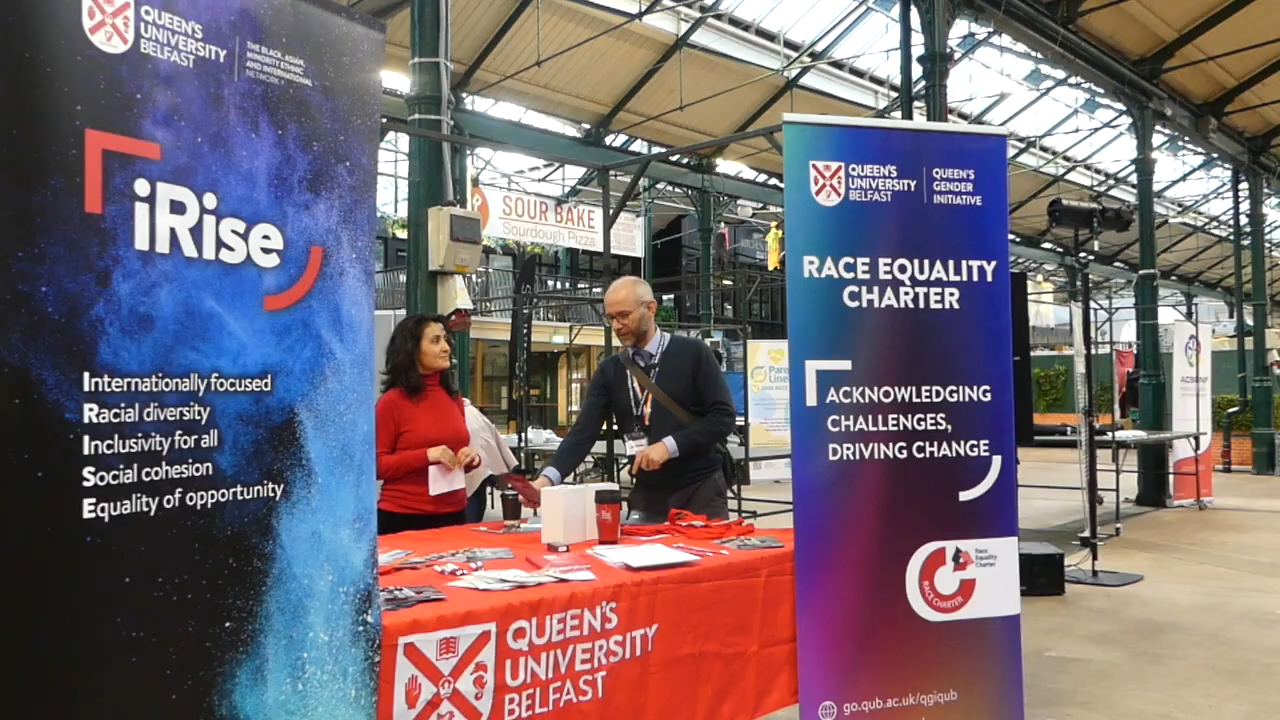 QUEEN'S
UNIVERSITY
BELFAST
THE BLACK, ASIAN,
MINORITY ETHNIC
AND INTERNATIONAL
NETWORK
iRise
Internationally focused
Racial diversity
Inclusivity for all
Social cohesion
Equality of opportunity
SOUR BAKE
Sourdough Pizza
QUEEN'S
UNIVERSITY
BELFAST
QUEEN'S
GENDER
INITIATIVE
RACE EQUALITY
CHARTER
ACKNOWLEDGING
CHALLENGES,
DRIVING CHANGE
Race
Equality
Charter
RACE CHARTER
go.qub.ac.uk/qgiqub
QUEEN'S
UNIVERSITY
BELFAST